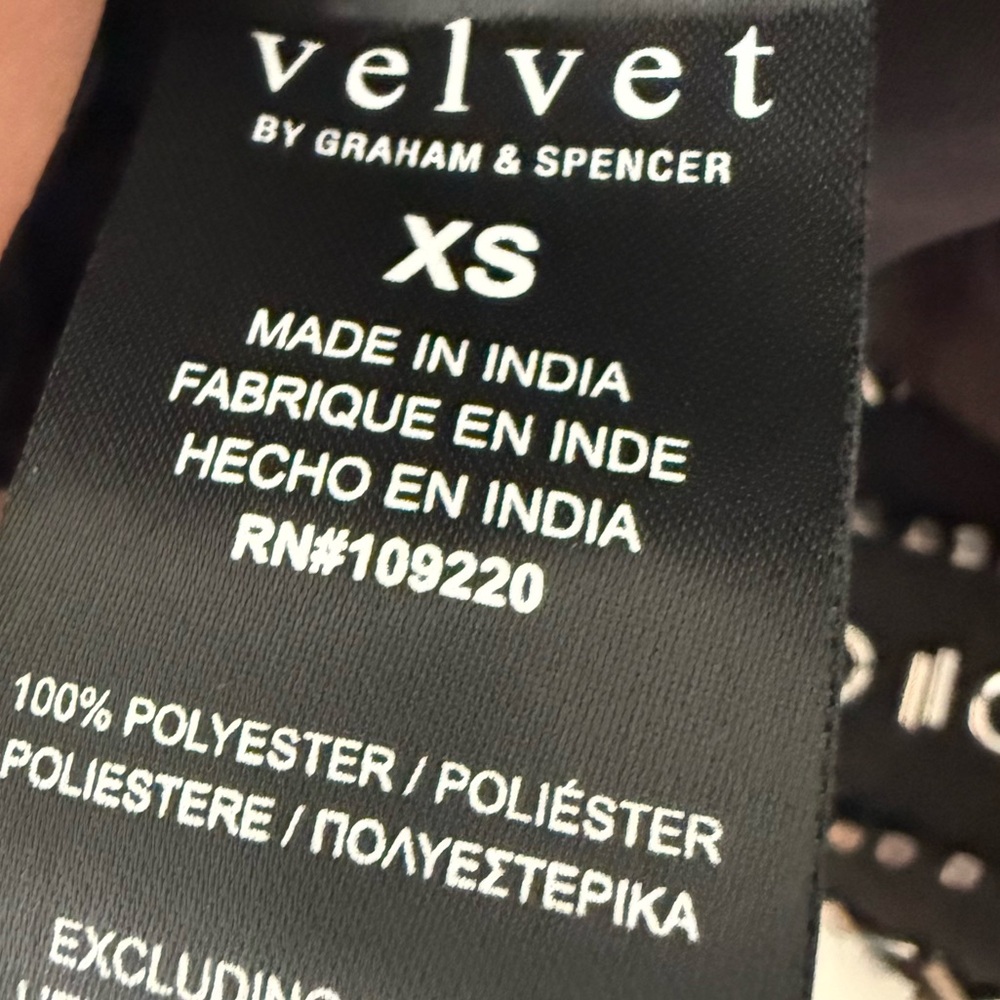 velvet
BY GRAHAM & SPENCER
XS
MADE IN INDIA
FABRIQUE EN INDE
HECHO EN INDIA
RN#109220
100% POLYESTER / POLIÉSTER
POLIESTERE / ΠΟΛΥΕΣΤΕΡΙΚΑ
EXCLUDING